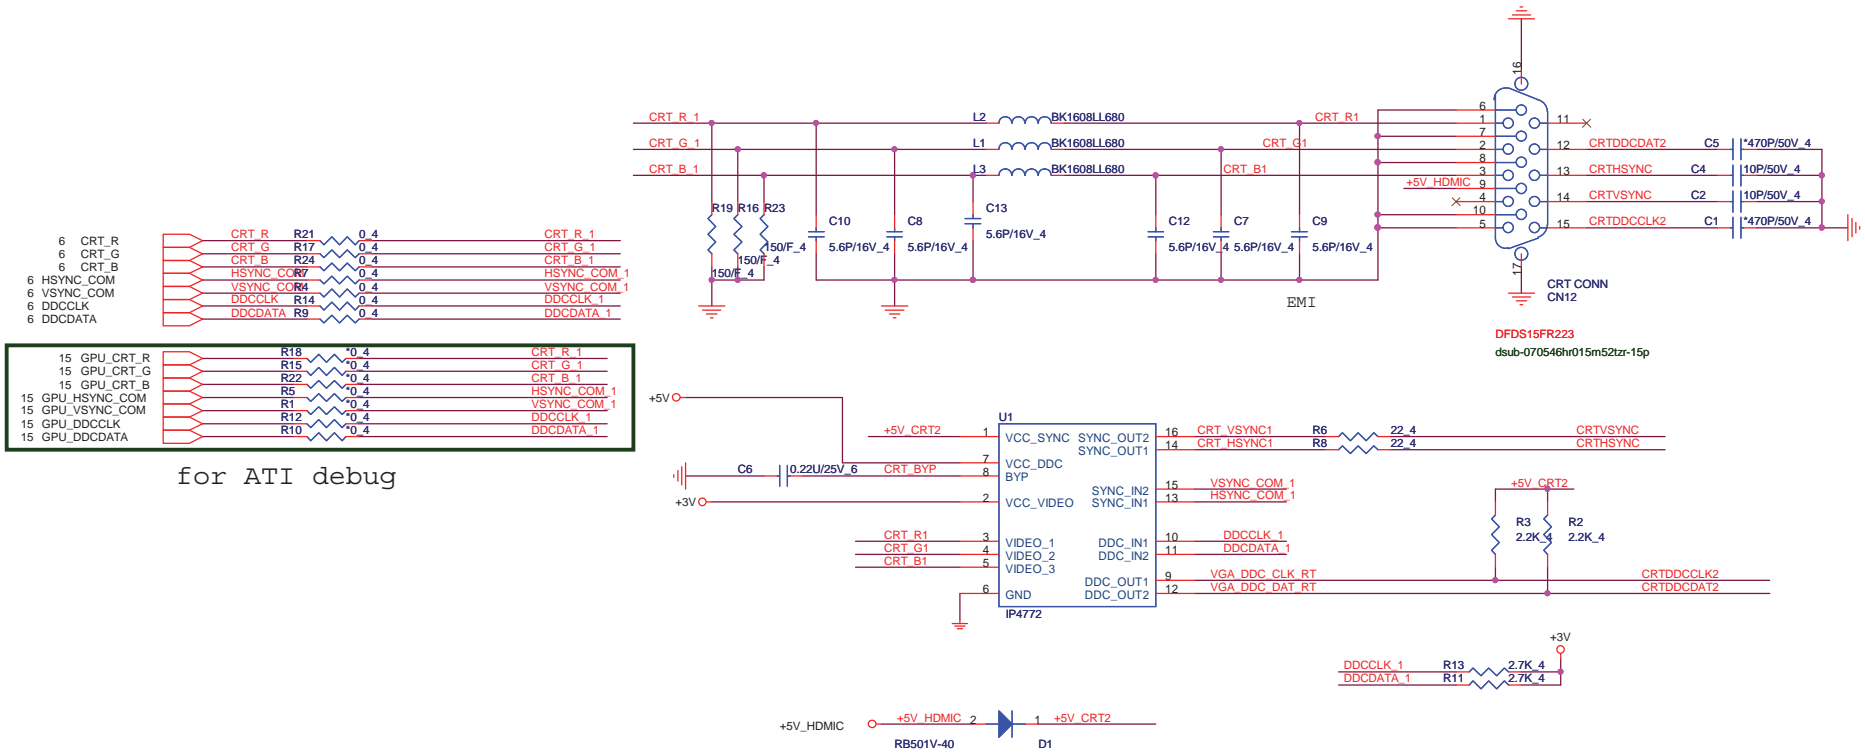 16
6
CRT_R_1 L2 BK1608LL680 CRT_R1 1 11
7
CRT_G_1 L1 BK1608LL680 CRT_G1 2 12 CRTDDCDAT2 C5 *470P/50V_4
8
CRT_B_1 L3 BK1608LL680 CRT_B1 3 13 CRTHSYNC C4 10P/50V_4
+5V_HDMIC 9
4 14 CRTVSYNC C2 10P/50V_4
10
5 15 CRTDDCCLK2 C1 *470P/50V_4
17
R19 R16 R23
150/F_4
150/F_4
150/F_4
C10 5.6P/16V_4
C8 5.6P/16V_4
C13 5.6P/16V_4
C12 5.6P/16V_4
C7 5.6P/16V_4
C9 5.6P/16V_4
EMI
CRT CONN
CN12
DFDS15FR223
dsub-070546hr015m52tzr-15p
6 CRT_R CRT_R R21 0_4 CRT_R_1
6 CRT_G CRT_G R17 0_4 CRT_G_1
6 CRT_B CRT_B R24 0_4 CRT_B_1
6 HSYNC_COM HSYNC_COM R7 0_4 HSYNC_COM_1
6 VSYNC_COM VSYNC_COM R4 0_4 VSYNC_COM_1
6 DDCCLK DDCCLK R14 0_4 DDCCLK_1
6 DDCDATA DDCDATA R9 0_4 DDCDATA_1
15 GPU_CRT_R R18 *0_4 CRT_R_1
15 GPU_CRT_G R15 *0_4 CRT_G_1
15 GPU_CRT_B R22 *0_4 CRT_B_1
15 GPU_HSYNC_COM R5 *0_4 HSYNC_COM_1
15 GPU_VSYNC_COM R1 *0_4 VSYNC_COM_1
15 GPU_DDCCLK R12 *0_4 DDCCLK_1
15 GPU_DDCDATA R10 *0_4 DDCDATA_1
for ATI debug
+5V
U1
+5V_CRT2 1 VCC_SYNC SYNC_OUT2 16 CRT_VSYNC1 R6 22_4 CRTVSYNC
SYNC_OUT1 14 CRT_HSYNC1 R8 22_4 CRTHSYNC
7 VCC_DDC
C6 0.22U/25V_6 CRT_BYP 8 BYP
SYNC_IN2 15 VSYNC_COM_1
+3V 2 VCC_VIDEO SYNC_IN1 13 HSYNC_COM_1
+5V_CRT2
R3 2.2K_4
R2 2.2K_4
CRT_R1 3 VIDEO_1 DDC_IN1 10 DDCCLK_1
CRT_G1 4 VIDEO_2 DDC_IN2 11 DDCDATA_1
CRT_B1 5 VIDEO_3
DDC_OUT1 9 VGA_DDC_CLK_RT CRTDDCCLK2
6 GND DDC_OUT2 12 VGA_DDC_DAT_RT CRTDDCDAT2
IP4772
+3V
DDCCLK_1 R13 2.7K_4
DDCDATA_1 R11 2.7K_4
+5V_HDMIC +5V_HDMIC 2 1 +5V_CRT2
RB501V-40 D1